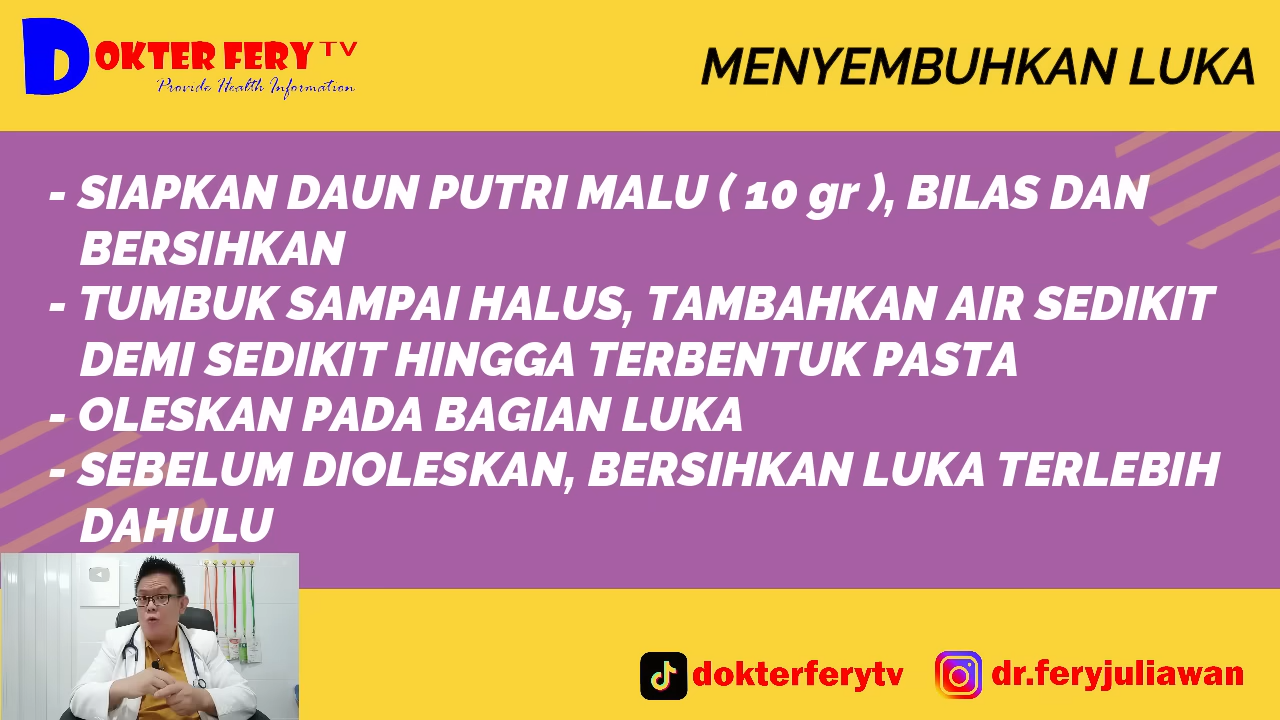 DOKTER FERY TV
Provide Health Information
MENYEMBUHKAN LUKA
- SIAPKAN DAUN PUTRI MALU ( 10 gr ), BILAS DAN
BERSIHKAN
- TUMBUK SAMPAI HALUS, TAMBAHKAN AIR SEDIKIT
DEMI SEDIKIT HINGGA TERBENTUK PASTA
- OLESKAN PADA BAGIAN LUKA
- SEBELUM DIOLESKAN, BERSIHKAN LUKA TERLEBIH
DAHULU
dokterferytv
dr.feryjuliawan